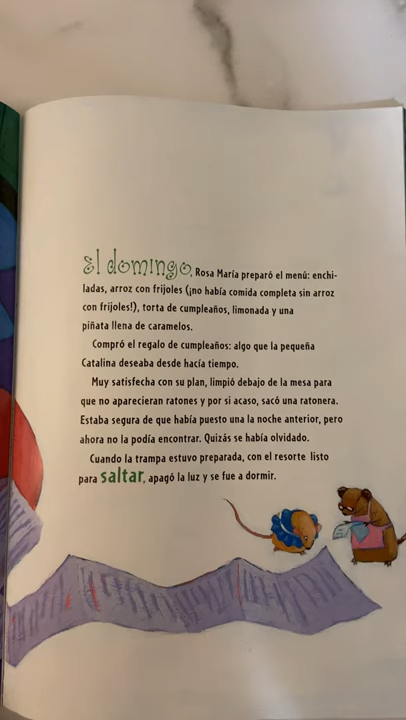 El domingo, Rosa María preparó el menú: enchi-
ladas, arroz con frijoles (¡no había comida completa sin arroz
con frijoles!), torta de cumpleaños, limonada y una
piñata llena de caramelos.
Compró el regalo de cumpleaños: algo que la pequeña
Catalina deseaba desde hacía tiempo.
Muy satisfecha con su plan, limpió debajo de la mesa para
que no aparecieran ratones y por si acaso, sacó una ratonera.
Estaba segura de que había puesto una la noche anterior, pero
ahora no la podía encontrar. Quizás se había olvidado.
Cuando la trampa estuvo preparada, con el resorte listo
para saltar, apagó la luz y se fue a dormir.